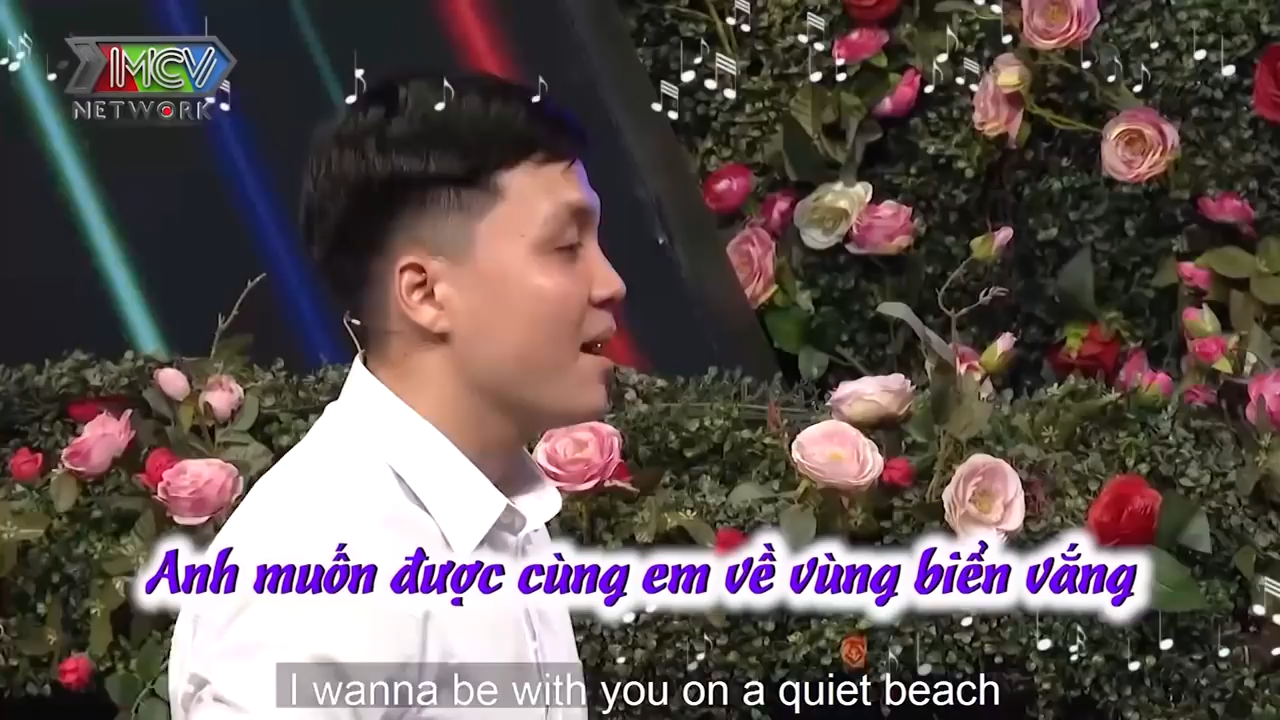 MCV
NETWORK
Anh muốn được cùng em về vùng biển vắng
I wanna be with you on a quiet beach